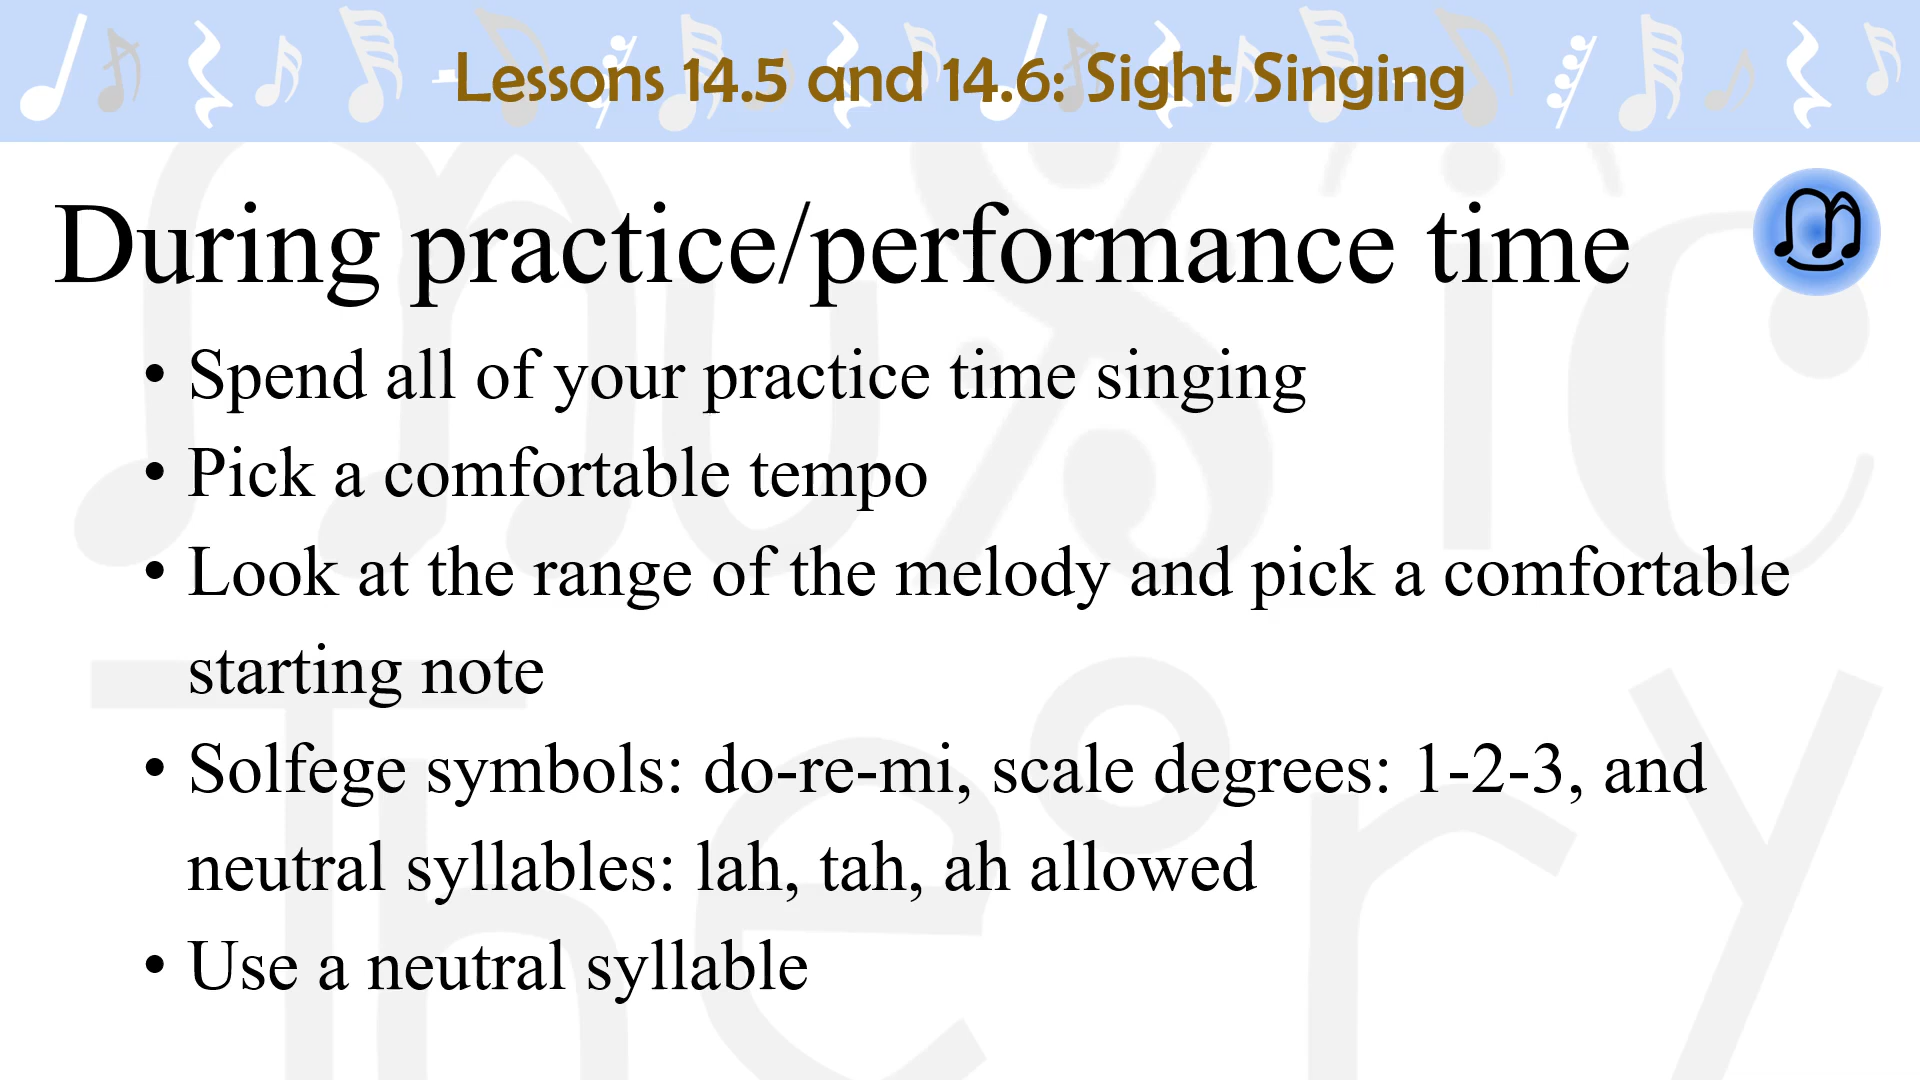 Lessons 14.5 and 14.6: Sight Singing
During practice/performance time
• Spend all of your practice time singing
• Pick a comfortable tempo
• Look at the range of the melody and pick a comfortable
starting note
• Solfege symbols: do-re-mi, scale degrees: 1-2-3, and
neutral syllables: lah, tah, ah allowed
• Use a neutral syllable
music
Theory